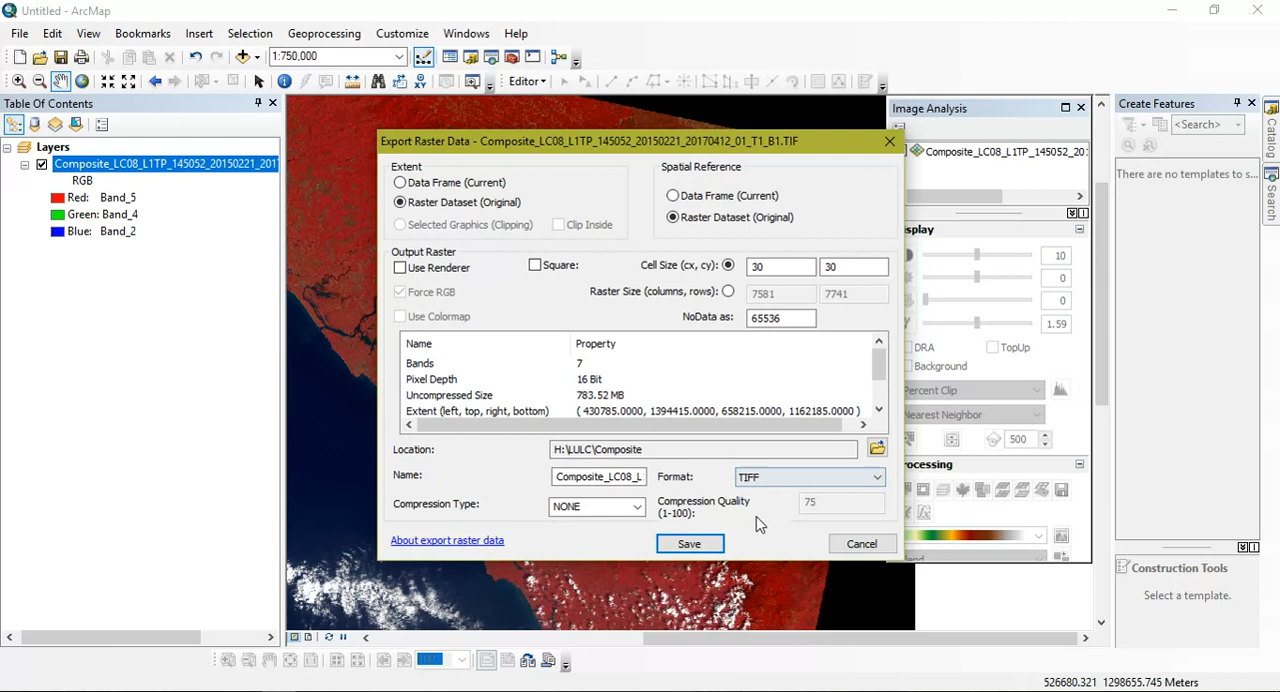 Untitled - ArcMap
File Edit View Bookmarks Insert Selection Geoprocessing Customize Windows Help
1:750,000
Editor
Table Of Contents
Layers
Composite_LC08_L1TP_145052_20150221_201
RGB
Red: Band_5
Green: Band_4
Blue: Band_2
Export Raster Data - Composite_LC08_L1TP_145052_20150221_20170412_01_T1_B1.TIF
Extent
Data Frame (Current)
Raster Dataset (Original)
Selected Graphics (Clipping) Clip Inside
Spatial Reference
Data Frame (Current)
Raster Dataset (Original)
Output Raster
Use Renderer Square: Cell Size (cx, cy): 30 30
Force RGB Raster Size (columns, rows): 7581 7741
Use Colormap NoData as: 65536
Name Property
Bands 7
Pixel Depth 16 Bit
Uncompressed Size 783.52 MB
Extent (left, top, right, bottom) ( 430785.0000, 1394415.0000, 658215.0000, 1162185.0000 )
Location: H:\LULC\Composite
Name: Composite_LC08_L Format: TIFF
Compression Type: NONE Compression Quality (1-100): 75
About export raster data Save Cancel
Image Analysis
Composite_LC08_L1TP_145052_20
isplay
10
0
0
1.59
DRA TopUp
Background
Percent Clip
Nearest Neighbor
500
rocessing
Create Features
<Search>
There are no templates to s...
Construction Tools
Select a template.
Catalog
Search
526680.321 1298655.745 Meters